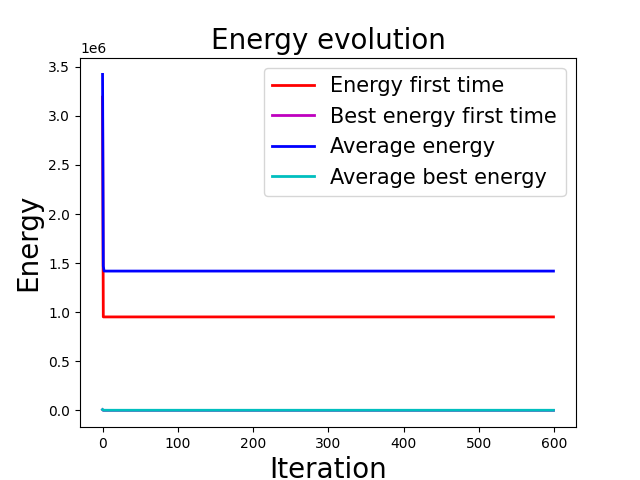 Energy evolution
1e6
Energy first time
Best energy first time
Average energy
Average best energy
3.5
3.0
2.5
2.0
1.5
1.0
0.5
0.0
Energy
0 100 200 300 400 500 600
Iteration